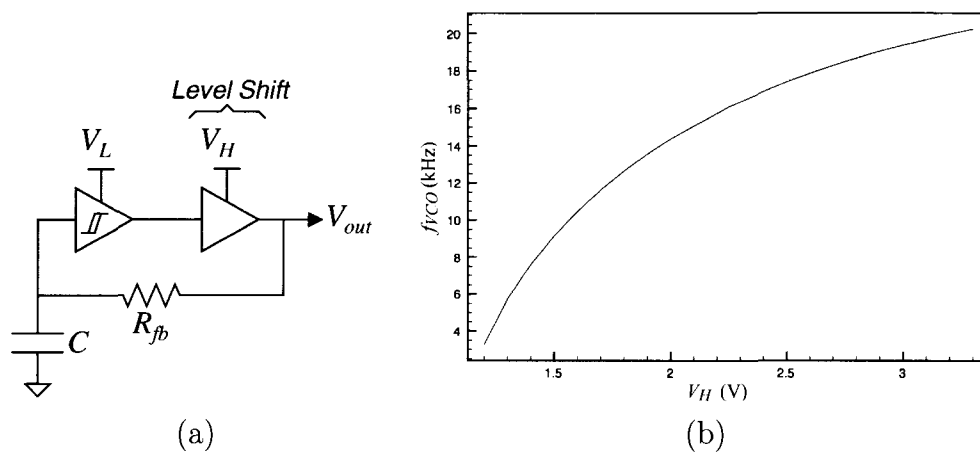 Level Shift
V_L
V_H
V_out
R_fb
C
(a)
20
18
16
14
12
10
8
6
4
f_VCO (kHz)
1.5
2
2.5
3
V_H (V)
(b)